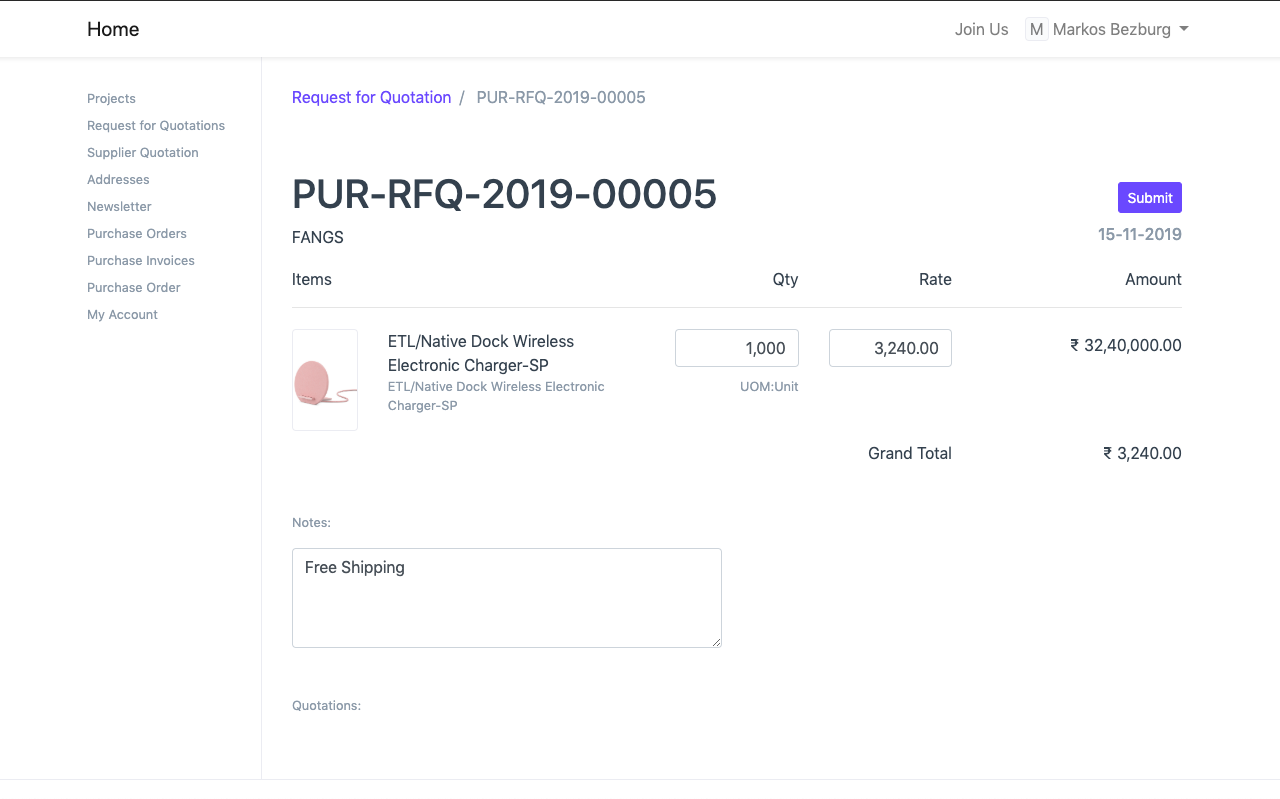 Home
Join Us M Markos Bezburg
Projects
Request for Quotations
Supplier Quotation
Addresses
Newsletter
Purchase Orders
Purchase Invoices
Purchase Order
My Account
Request for Quotation / PUR-RFQ-2019-00005
PUR-RFQ-2019-00005
Submit
FANGS
15-11-2019
Items Qty Rate Amount
ETL/Native Dock Wireless
Electronic Charger-SP
ETL/Native Dock Wireless Electronic
Charger-SP
1,000
UOM:Unit
3,240.00
₹ 32,40,000.00
Grand Total ₹ 3,240.00
Notes:
Free Shipping
Quotations: